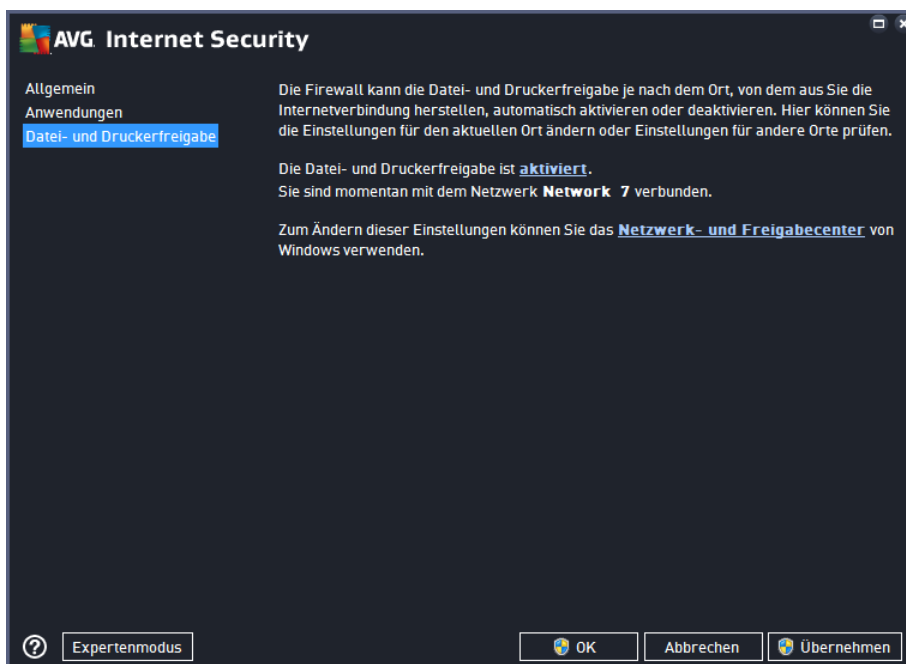 AVG Internet Security
Allgemein
Anwendungen
Datei- und Druckerfreigabe
Die Firewall kann die Datei- und Druckerfreigabe je nach dem Ort, von dem aus Sie die
Internetverbindung herstellen, automatisch aktivieren oder deaktivieren. Hier können Sie
die Einstellungen für den aktuellen Ort ändern oder Einstellungen für andere Orte prüfen.
Die Datei- und Druckerfreigabe ist aktiviert.
Sie sind momentan mit dem Netzwerk Network 7 verbunden.
Zum Ändern dieser Einstellungen können Sie das Netzwerk- und Freigabecenter von
Windows verwenden.
? Expertenmodus OK Abbrechen Übernehmen